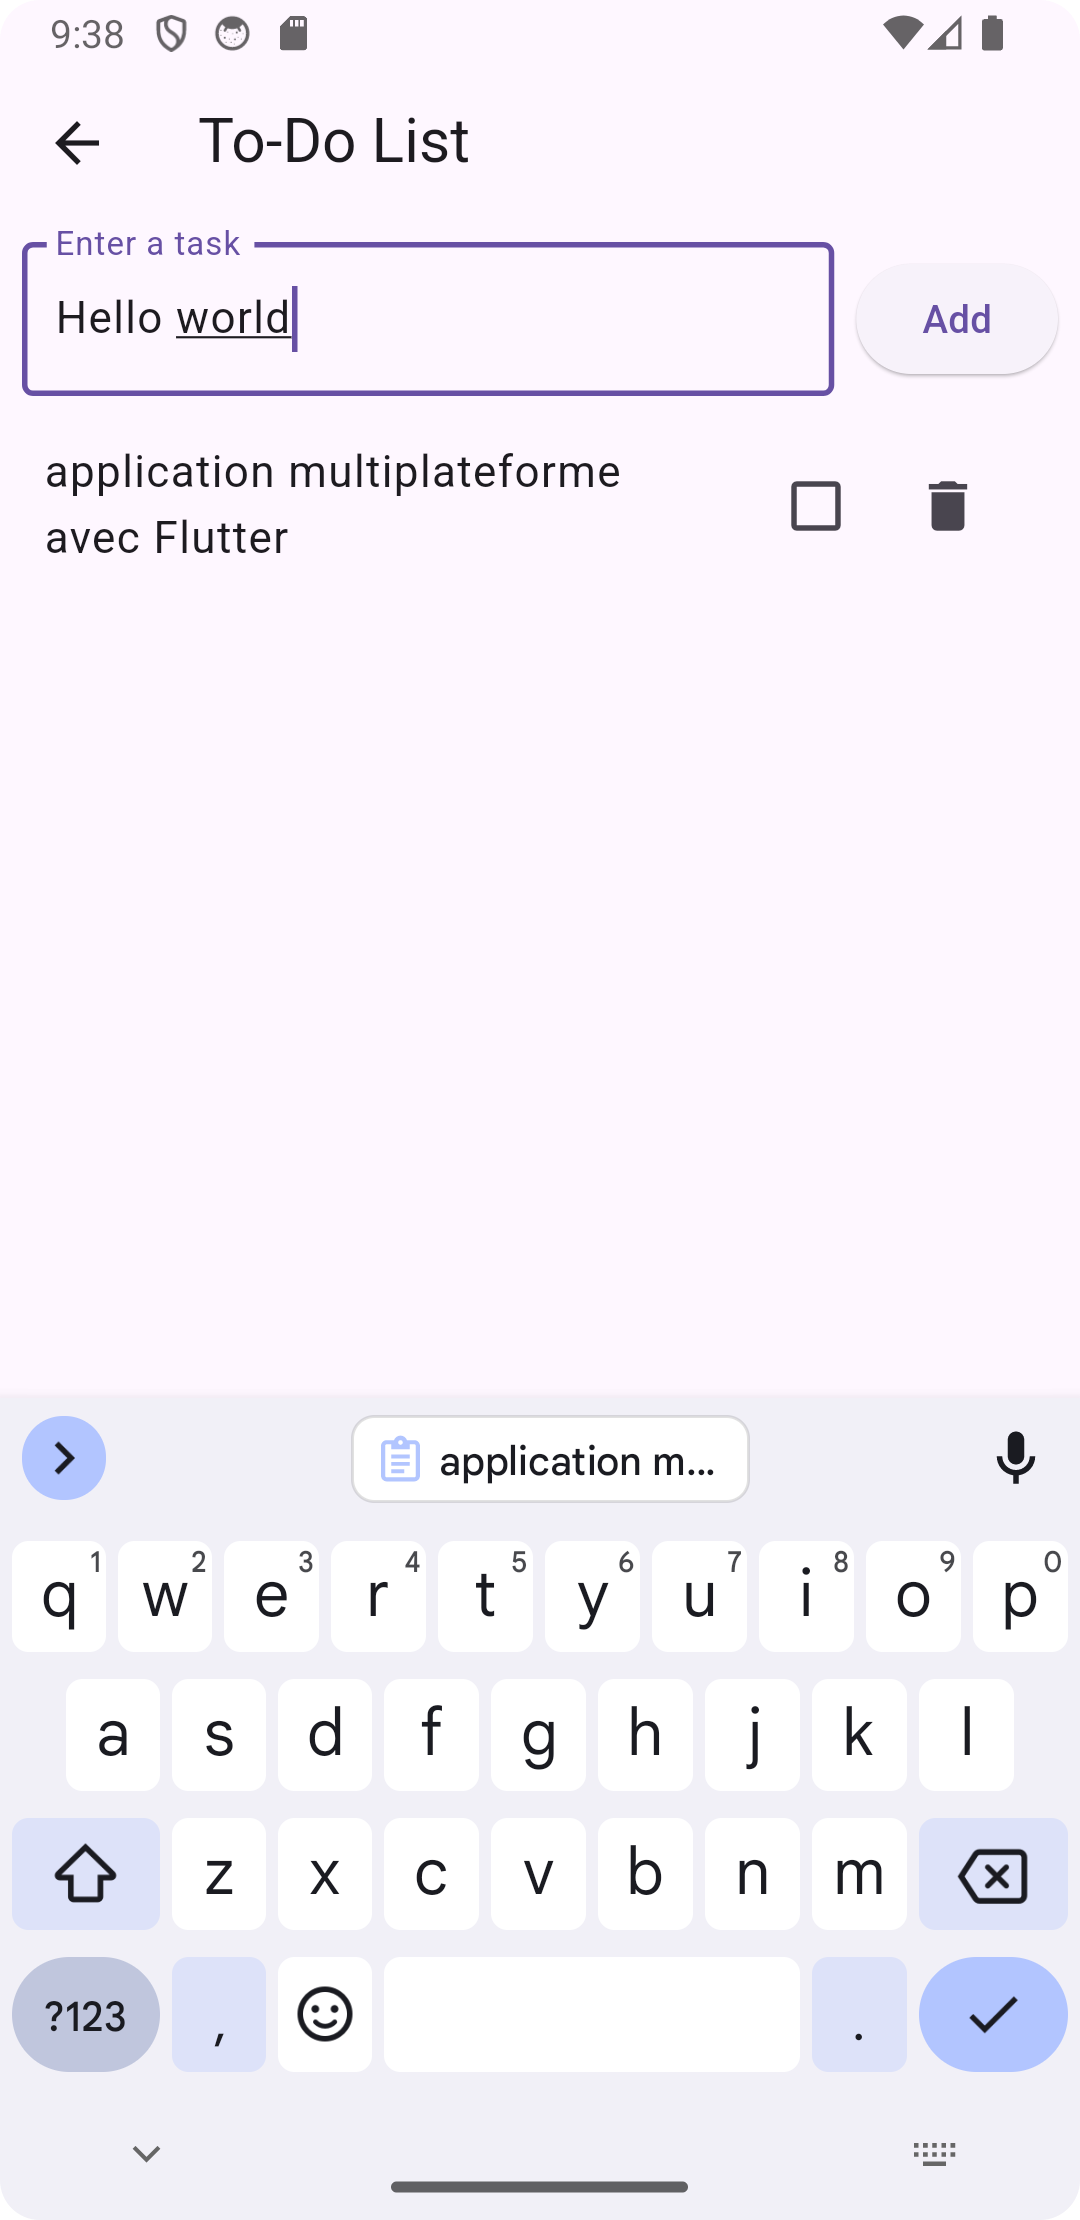 9:38
To-Do List
Enter a task
Hello world
Add
application multiplateforme
avec Flutter
application m...
q 1 w 2 e 3 r 4 t 5 y 6 u 7 i 8 o 9 p 0
a s d f g h j k l
z x c v b n m
?123 , .